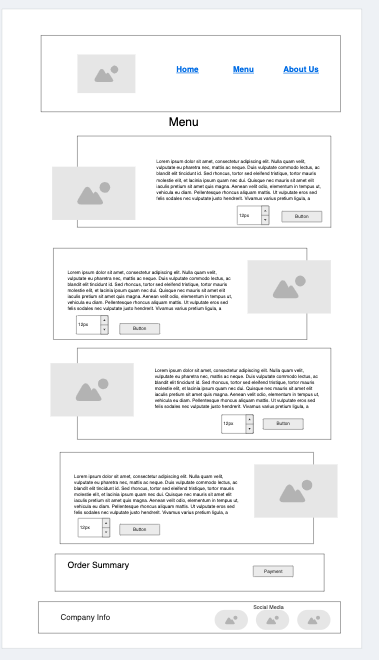 Home Menu About Us
Menu
Lorem ipsum dolor sit amet, consectetur adipiscing elit. Nulla quam velit,
vulputate eu pharetra nec, mattis ac neque. Duis vulputate commodo lectus, ac
blandit elit tincidunt id. Sed rhoncus, tortor sed eleifend tristique, tortor mauris
molestie elit, et lacinia ipsum quam nec dui. Quisque nec mauris sit amet elit
iaculis pretium sit amet quis magna. Aenean velit odio, elementum in tempus ut,
vehicula eu diam. Pellentesque rhoncus aliquam mattis. Ut vulputate eros sed
felis sodales nec vulputate justo hendrerit. Vivamus varius pretium ligula, a
12px Button
Lorem ipsum dolor sit amet, consectetur adipiscing elit. Nulla quam velit,
vulputate eu pharetra nec, mattis ac neque. Duis vulputate commodo lectus, ac
blandit elit tincidunt id. Sed rhoncus, tortor sed eleifend tristique, tortor mauris
molestie elit, et lacinia ipsum quam nec dui. Quisque nec mauris sit amet elit
iaculis pretium sit amet quis magna. Aenean velit odio, elementum in tempus ut,
vehicula eu diam. Pellentesque rhoncus aliquam mattis. Ut vulputate eros sed
felis sodales nec vulputate justo hendrerit. Vivamus varius pretium ligula, a
12px Button
Lorem ipsum dolor sit amet, consectetur adipiscing elit. Nulla quam velit,
vulputate eu pharetra nec, mattis ac neque. Duis vulputate commodo lectus, ac
blandit elit tincidunt id. Sed rhoncus, tortor sed eleifend tristique, tortor mauris
molestie elit, et lacinia ipsum quam nec dui. Quisque nec mauris sit amet elit
iaculis pretium sit amet quis magna. Aenean velit odio, elementum in tempus ut,
vehicula eu diam. Pellentesque rhoncus aliquam mattis. Ut vulputate eros sed
felis sodales nec vulputate justo hendrerit. Vivamus varius pretium ligula, a
12px Button
Lorem ipsum dolor sit amet, consectetur adipiscing elit. Nulla quam velit,
vulputate eu pharetra nec, mattis ac neque. Duis vulputate commodo lectus, ac
blandit elit tincidunt id. Sed rhoncus, tortor sed eleifend tristique, tortor mauris
molestie elit, et lacinia ipsum quam nec dui. Quisque nec mauris sit amet elit
iaculis pretium sit amet quis magna. Aenean velit odio, elementum in tempus ut,
vehicula eu diam. Pellentesque rhoncus aliquam mattis. Ut vulputate eros sed
felis sodales nec vulputate justo hendrerit. Vivamus varius pretium ligula, a
12px Button
Order Summary
Payment
Social Media
Company Info